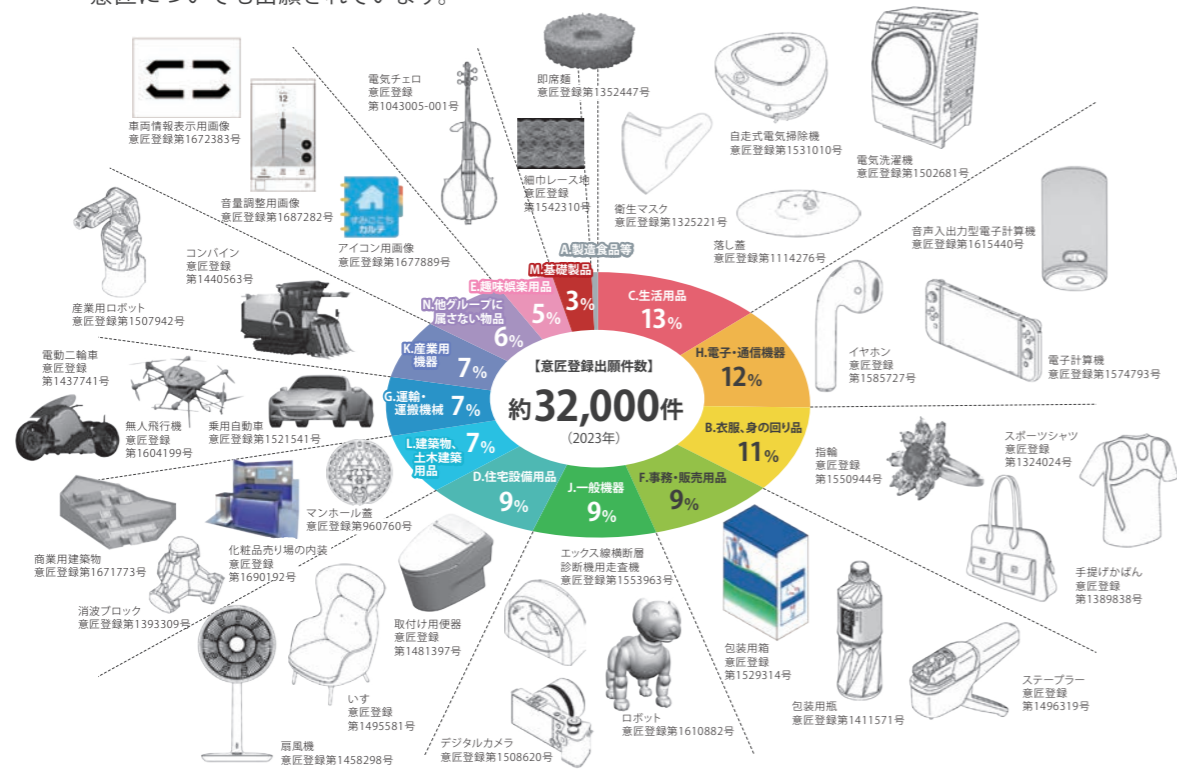 意匠についても出願されています。
車両情報表示用画像
意匠登録第1672383号
音量調整用画像
意匠登録第1687282号
すみごこち
カルテ
アイコン用画像
意匠登録第1677889号
電気チェロ
意匠登録
第1043005-001号
即席麺
意匠登録第1352447号
細巾レース地
意匠登録
第1542310号
衛生マスク
意匠登録第1325221号
自走式電気掃除機
意匠登録第1531010号
電気洗濯機
意匠登録第1502681号
落し蓋
意匠登録第1114276号
音声入出力型電子計算機
意匠登録第1615440号
イヤホン
意匠登録
第1585727号
電子計算機
意匠登録第1574793号
産業用ロボット
意匠登録第1507942号
コンバイン
意匠登録
第1440563号
電動二輪車
意匠登録
第1437741号
無人飛行機
意匠登録
第1604199号
乗用自動車
意匠登録第1521541号
A.製造食品等
M.基礎製品
3%
E.趣味娯楽用品
5%
N.他グループに
属さない物品
6%
K.産業用
機器
7%
G.運輸・
運搬機械
7%
L.建築物、
土木建築
用品
7%
D.住宅設備用品
9%
J.一般機器
9%
F.事務・販売用品
9%
B.衣服、身の回り品
11%
H.電子・通信機器
12%
C.生活用品
13%
【意匠登録出願件数】
約32,000件
（2023年）
指輪
意匠登録
第1550944号
スポーツシャツ
意匠登録
第1324024号
手提げかばん
意匠登録
第1389838号
商業用建築物
意匠登録第1671773号
化粧品売り場の内装
意匠登録
第1690192号
マンホール蓋
意匠登録第960760号
消波ブロック
意匠登録第1393309号
取付け用便器
意匠登録
第1481397号
いす
意匠登録
第1495581号
扇風機
意匠登録第1458298号
エックス線横断層
診断機用走査機
意匠登録第1553963号
デジタルカメラ
意匠登録第1508620号
ロボット
意匠登録第1610882号
包装用箱
意匠登録
第1529314号
包装用瓶
意匠登録第1411571号
ステープラー
意匠登録
第1496319号